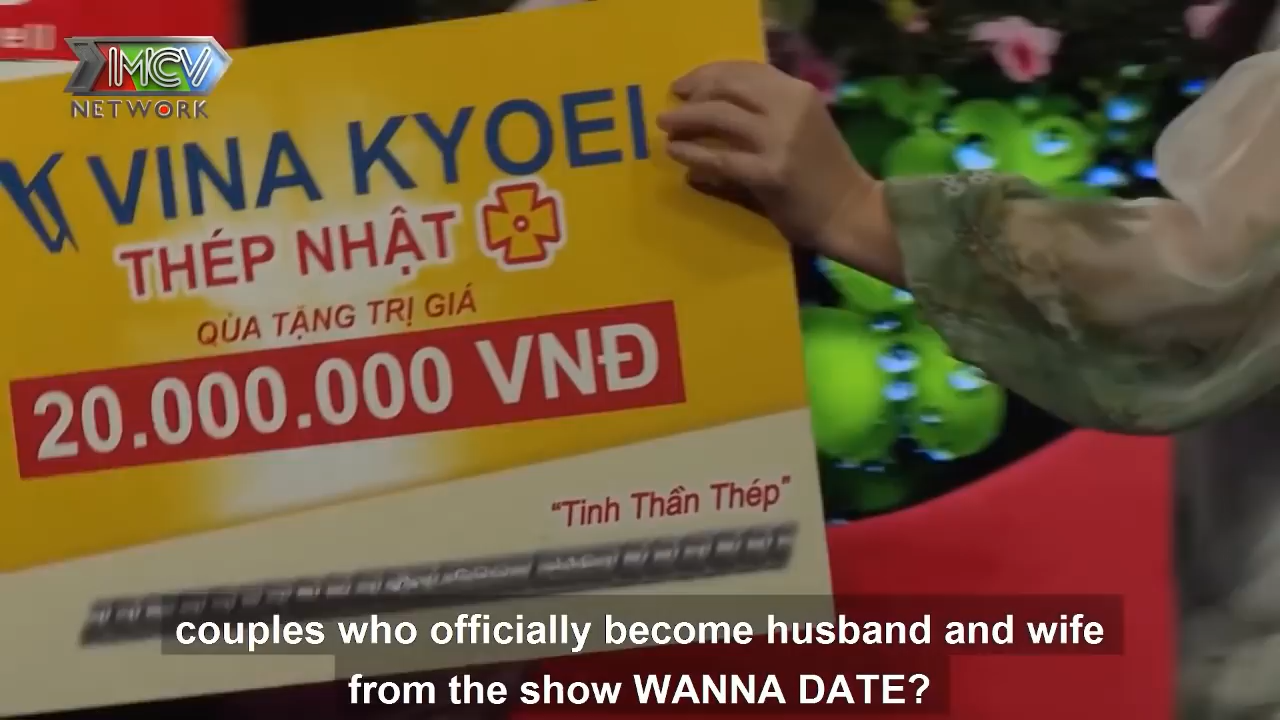 ell
MCV
NETWORK
VINA KYOEI
THÉP NHẬT
QÙA TẶNG TRỊ GIÁ
20.000.000 VNĐ
“Tinh Thần Thép”
couples who officially become husband and wife
from the show WANNA DATE?